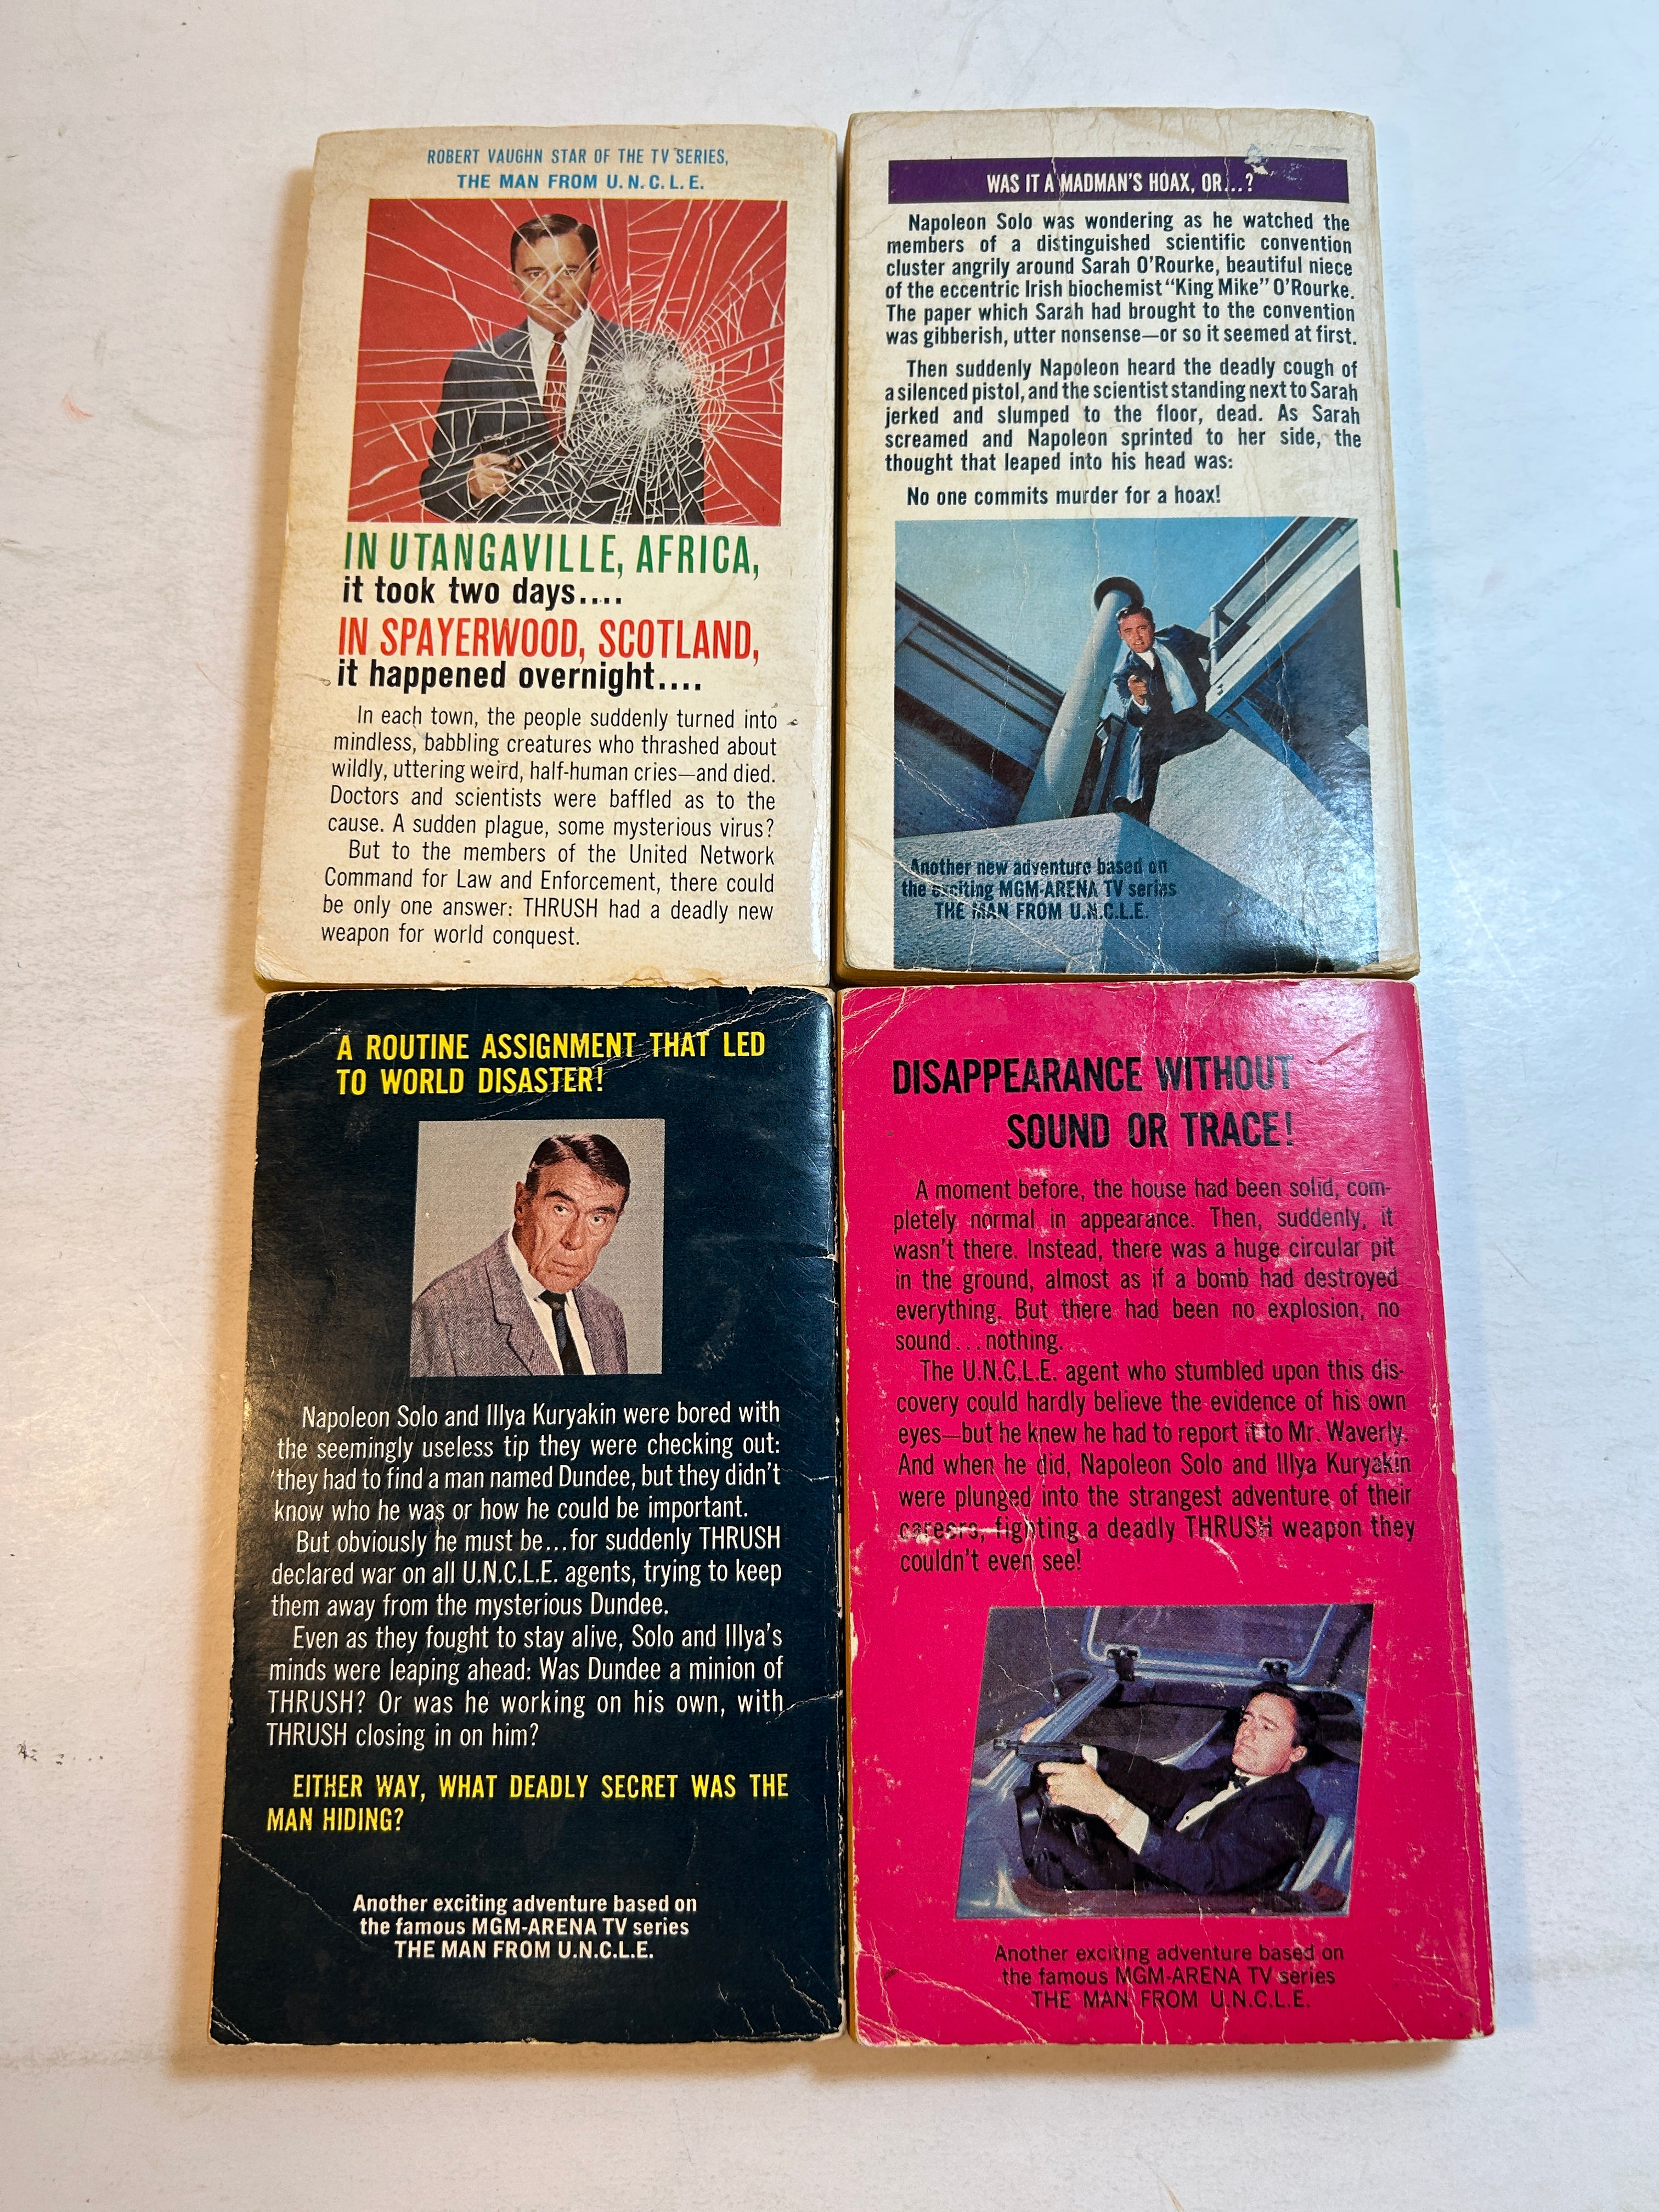 ROBERT VAUGHN STAR OF THE TV SERIES,
THE MAN FROM U.N.C.L.E.
IN UTANGAVILLE, AFRICA,
it took two days....
IN SPAYERWOOD, SCOTLAND,
it happened overnight....
In each town, the people suddenly turned into
mindless, babbling creatures who thrashed about
wildly, uttering weird, half-human cries—and died.
Doctors and scientists were baffled as to the
cause. A sudden plague, some mysterious virus?
But to the members of the United Network
Command for Law and Enforcement, there could
be only one answer: THRUSH had a deadly new
weapon for world conquest.
WAS IT A MADMAN'S HOAX, OR...?
Napoleon Solo was wondering as he watched the
members of a distinguished scientific convention
cluster angrily around Sarah O'Rourke, beautiful niece
of the eccentric Irish biochemist "King Mike" O'Rourke.
The paper which Sarah had brought to the convention
was gibberish, utter nonsense—or so it seemed at first.
Then suddenly Napoleon heard the deadly cough of
a silenced pistol, and the scientist standing next to Sarah
jerked and slumped to the floor, dead. As Sarah
screamed and Napoleon sprinted to her side, the
thought that leaped into his head was:
No one commits murder for a hoax!
Another new adventure based on
the exciting MGM-ARENA TV series
THE MAN FROM U.N.C.L.E.
A ROUTINE ASSIGNMENT THAT LED
TO WORLD DISASTER!
Napoleon Solo and Illya Kuryakin were bored with
the seemingly useless tip they were checking out:
they had to find a man named Dundee, but they didn't
know who he was or how he could be important.
But obviously he must be...for suddenly THRUSH
declared war on all U.N.C.L.E. agents, trying to keep
them away from the mysterious Dundee.
Even as they fought to stay alive, Solo and Illya's
minds were leaping ahead: Was Dundee a minion of
THRUSH? Or was he working on his own, with
THRUSH closing in on him?
EITHER WAY, WHAT DEADLY SECRET WAS THE
MAN HIDING?
Another exciting adventure based on
the famous MGM-ARENA TV series
THE MAN FROM U.N.C.L.E.
DISAPPEARANCE WITHOUT
SOUND OR TRACE!
A moment before, the house had been solid, com-
pletely normal in appearance. Then, suddenly, it
wasn't there. Instead, there was a huge circular pit
in the ground, almost as if a bomb had destroyed
everything. But there had been no explosion, no
sound...nothing.
The U.N.C.L.E. agent who stumbled upon this dis-
covery could hardly believe the evidence of his own
eyes—but he knew he had to report it to Mr. Waverly.
And when he did, Napoleon Solo and Illya Kuryakin
were plunged into the strangest adventure of their
careers, fighting a deadly THRUSH weapon they
couldn't even see!
Another exciting adventure based on
the famous MGM-ARENA TV series
THE MAN FROM U.N.C.L.E.